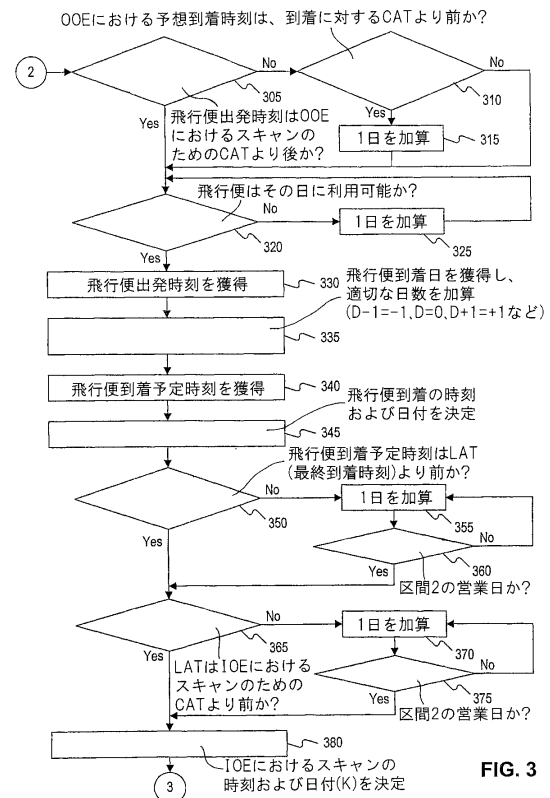 OOEにおける予想到着時刻は、到着に対するCATより前か?
2
No
305
No
310
Yes
飛行便出発時刻はOOE
におけるスキャンの
ためのCATより後か?
Yes
1日を加算
315
飛行便はその日に利用可能か?
No
320
1日を加算
325
Yes
飛行便出発時刻を獲得
330
飛行便到着日を獲得し、
適切な日数を加算
(D-1=-1、D=0、D+1=+1など)
335
飛行便到着予定時刻を獲得
340
飛行便到着の時刻
および日付を決定
345
飛行便到着予定時刻はLAT
(最終到着時刻)より前か?
No
350
1日を加算
355
No
Yes
360
Yes
区間2の営業日か?
No
365
1日を加算
370
No
Yes
LATはIOEにおける
スキャンのための
CATより前か?
375
Yes
区間2の営業日か?
380
IOEにおけるスキャンの
時刻および日付(K)を決定
3
FIG. 3